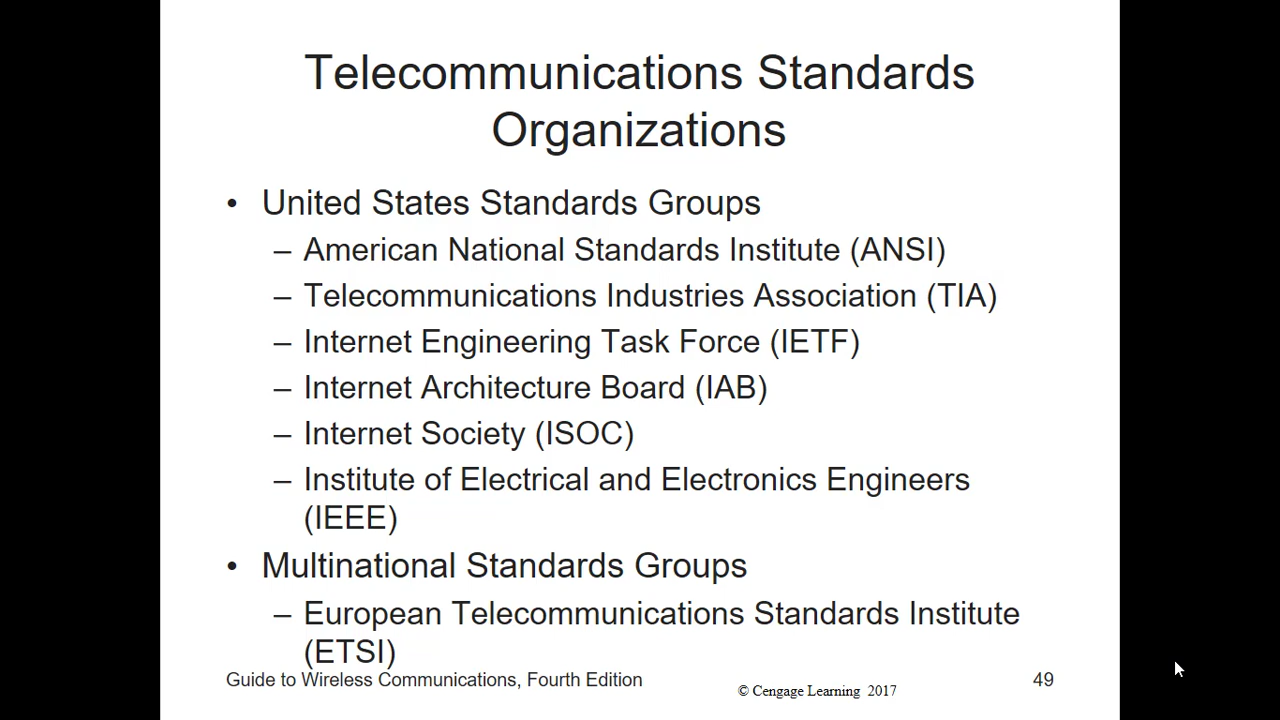 Telecommunications Standards
Organizations
• United States Standards Groups
– American National Standards Institute (ANSI)
– Telecommunications Industries Association (TIA)
– Internet Engineering Task Force (IETF)
– Internet Architecture Board (IAB)
– Internet Society (ISOC)
– Institute of Electrical and Electronics Engineers
(IEEE)
• Multinational Standards Groups
– European Telecommunications Standards Institute
(ETSI)
Guide to Wireless Communications, Fourth Edition
© Cengage Learning 2017
49